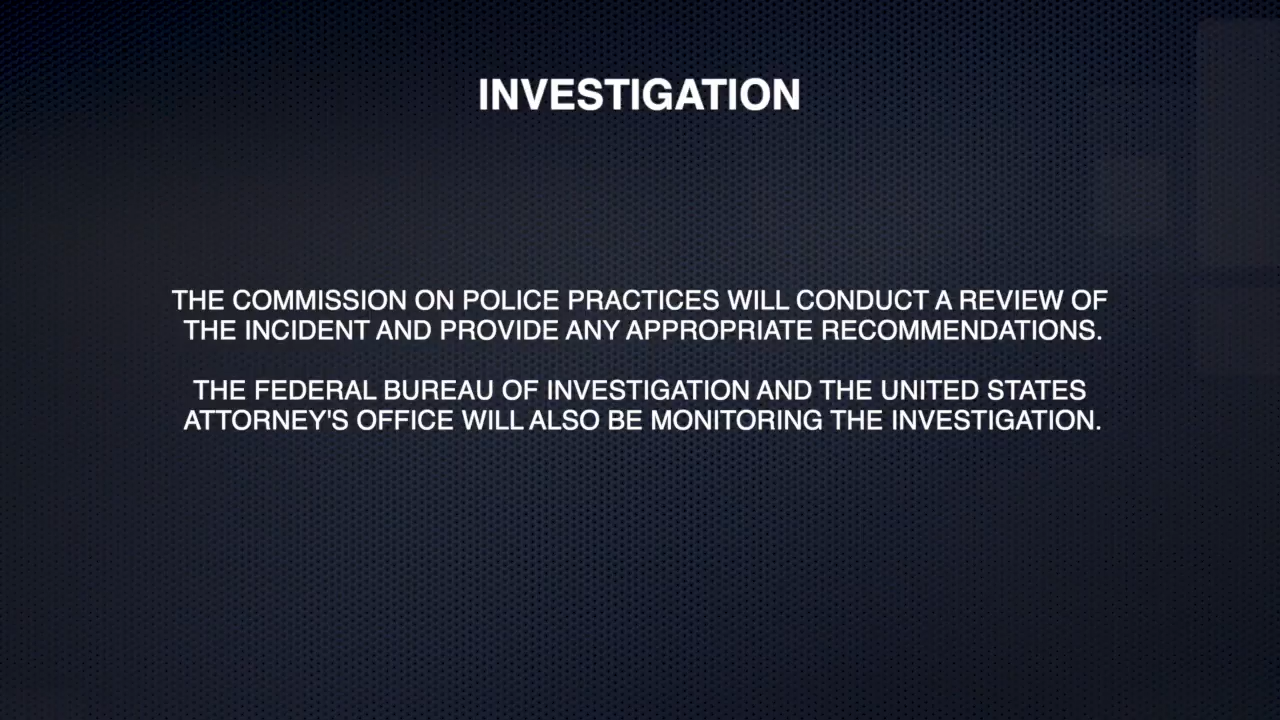 INVESTIGATION
THE COMMISSION ON POLICE PRACTICES WILL CONDUCT A REVIEW OF
THE INCIDENT AND PROVIDE ANY APPROPRIATE RECOMMENDATIONS.
THE FEDERAL BUREAU OF INVESTIGATION AND THE UNITED STATES
ATTORNEY'S OFFICE WILL ALSO BE MONITORING THE INVESTIGATION.